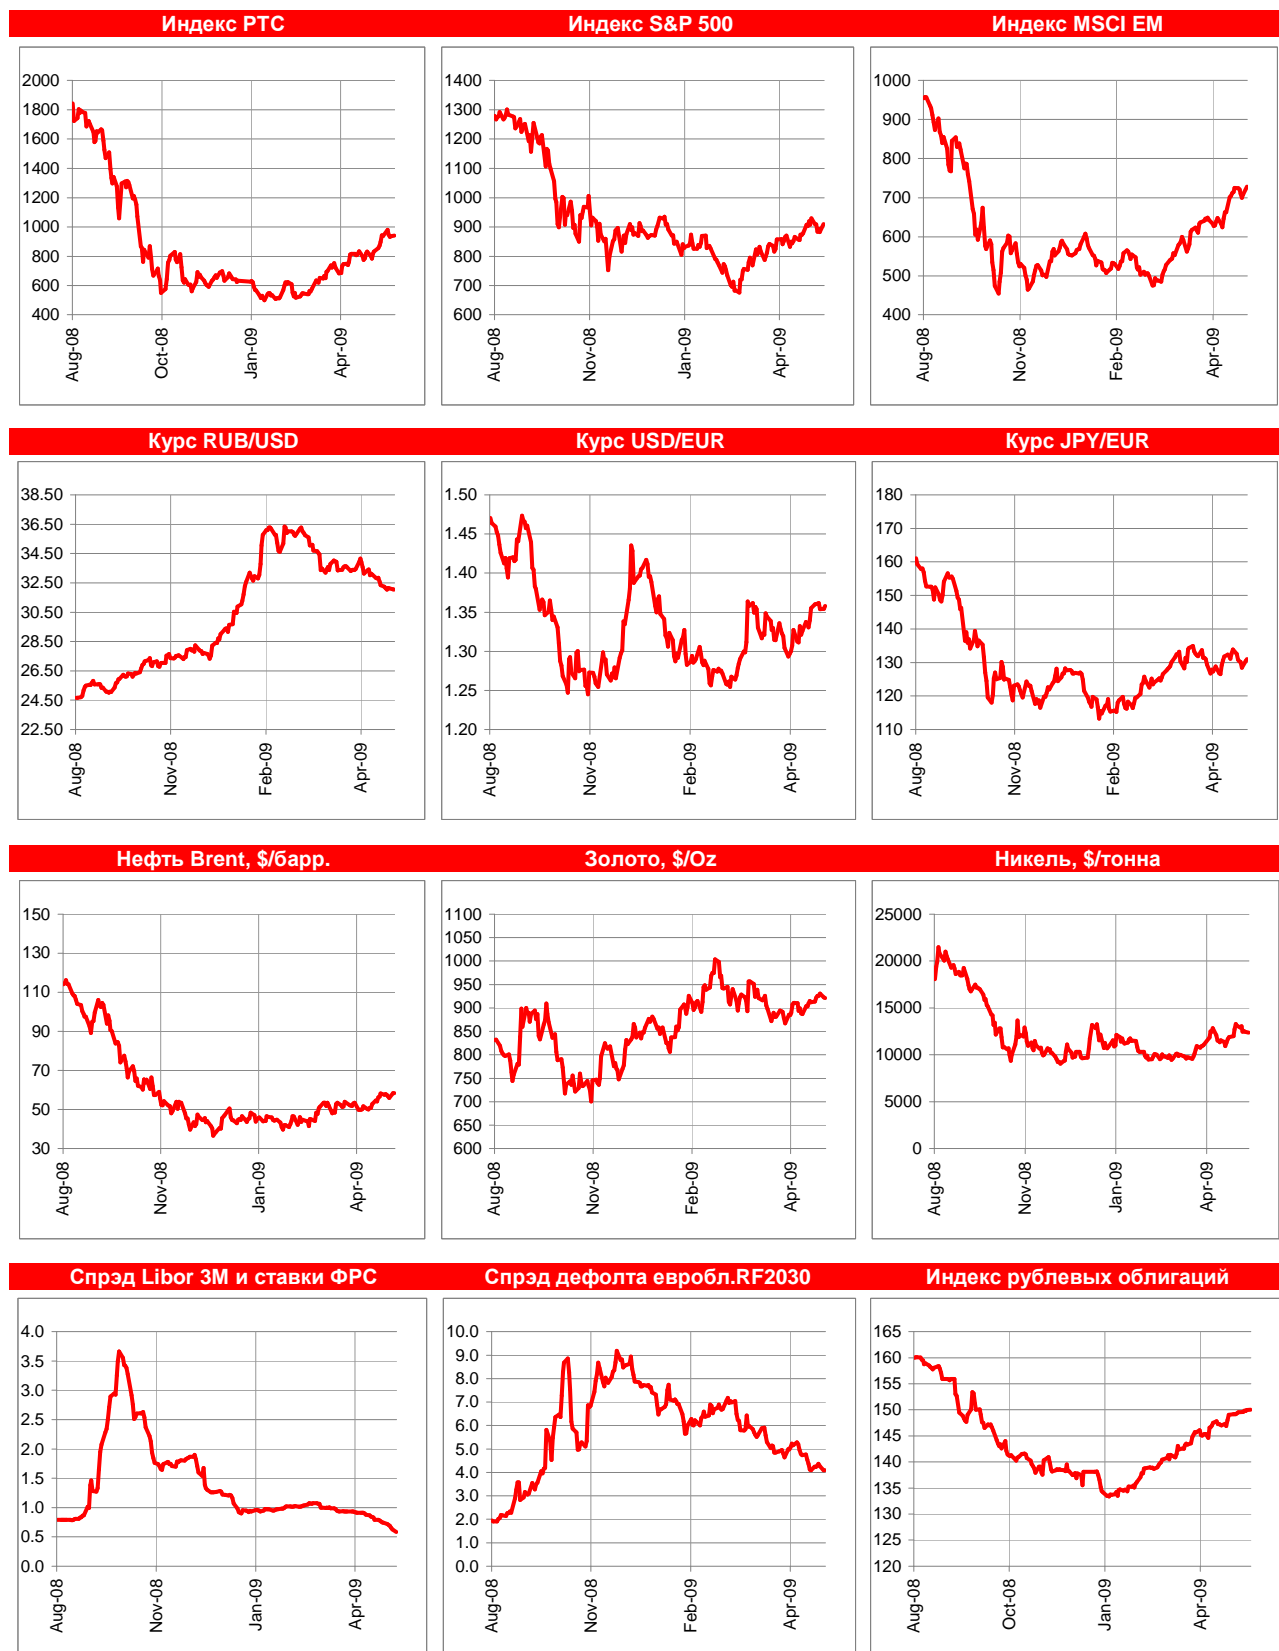 Индекс РТС
2000
1800
1600
1400
1200
1000
800
600
400
Aug-08
Oct-08
Jan-09
Apr-09
Индекс S&P 500
1400
1300
1200
1100
1000
900
800
700
600
Aug-08
Nov-08
Jan-09
Apr-09
Индекс MSCI EM
1000
900
800
700
600
500
400
Aug-08
Nov-08
Feb-09
Apr-09
Курс RUB/USD
38.50
36.50
34.50
32.50
30.50
28.50
26.50
24.50
22.50
Aug-08
Nov-08
Feb-09
Apr-09
Курс USD/EUR
1.50
1.45
1.40
1.35
1.30
1.25
1.20
Aug-08
Nov-08
Feb-09
Apr-09
Курс JPY/EUR
180
170
160
150
140
130
120
110
Aug-08
Nov-08
Feb-09
Apr-09
Нефть Brent, $/барр.
150
130
110
90
70
50
30
Aug-08
Nov-08
Jan-09
Apr-09
Золото, $/Oz
1100
1050
1000
950
900
850
800
750
700
650
600
Aug-08
Nov-08
Feb-09
Apr-09
Никель, $/тонна
25000
20000
15000
10000
5000
0
Aug-08
Nov-08
Jan-09
Apr-09
Спрэд Libor 3M и ставки ФРС
4.0
3.5
3.0
2.5
2.0
1.5
1.0
0.5
0.0
Aug-08
Nov-08
Jan-09
Apr-09
Спрэд дефолта евробл.RF2030
10.0
9.0
8.0
7.0
6.0
5.0
4.0
3.0
2.0
1.0
0.0
Aug-08
Nov-08
Feb-09
Apr-09
Индекс рублевых облигаций
165
160
155
150
145
140
135
130
125
120
Aug-08
Oct-08
Jan-09
Apr-09